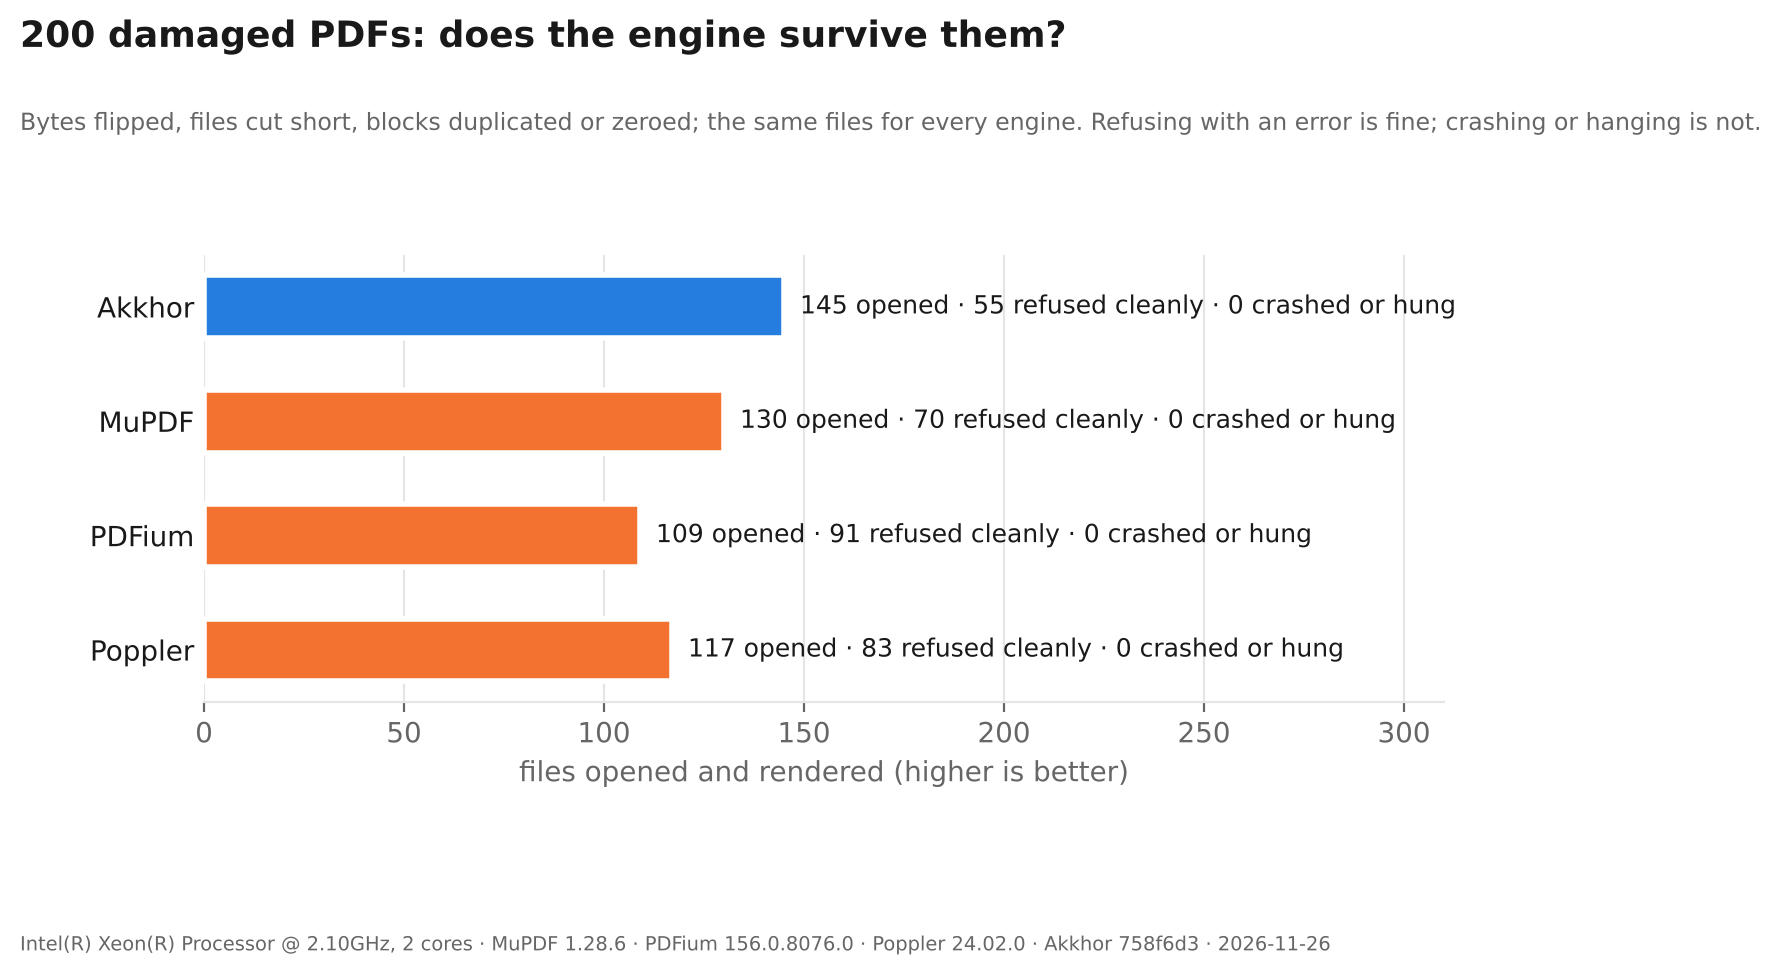 200 damaged PDFs: does the engine survive them?
Bytes flipped, files cut short, blocks duplicated or zeroed; the same files for every engine. Refusing with an error is fine; crashing or hanging is not.
Akkhor 145 opened · 55 refused cleanly · 0 crashed or hung
MuPDF 130 opened · 70 refused cleanly · 0 crashed or hung
PDFium 109 opened · 91 refused cleanly · 0 crashed or hung
Poppler 117 opened · 83 refused cleanly · 0 crashed or hung
0 50 100 150 200 250 300
files opened and rendered (higher is better)
Intel(R) Xeon(R) Processor @ 2.10GHz, 2 cores · MuPDF 1.28.6 · PDFium 156.0.8076.0 · Poppler 24.02.0 · Akkhor 758f6d3 · 2026-11-26